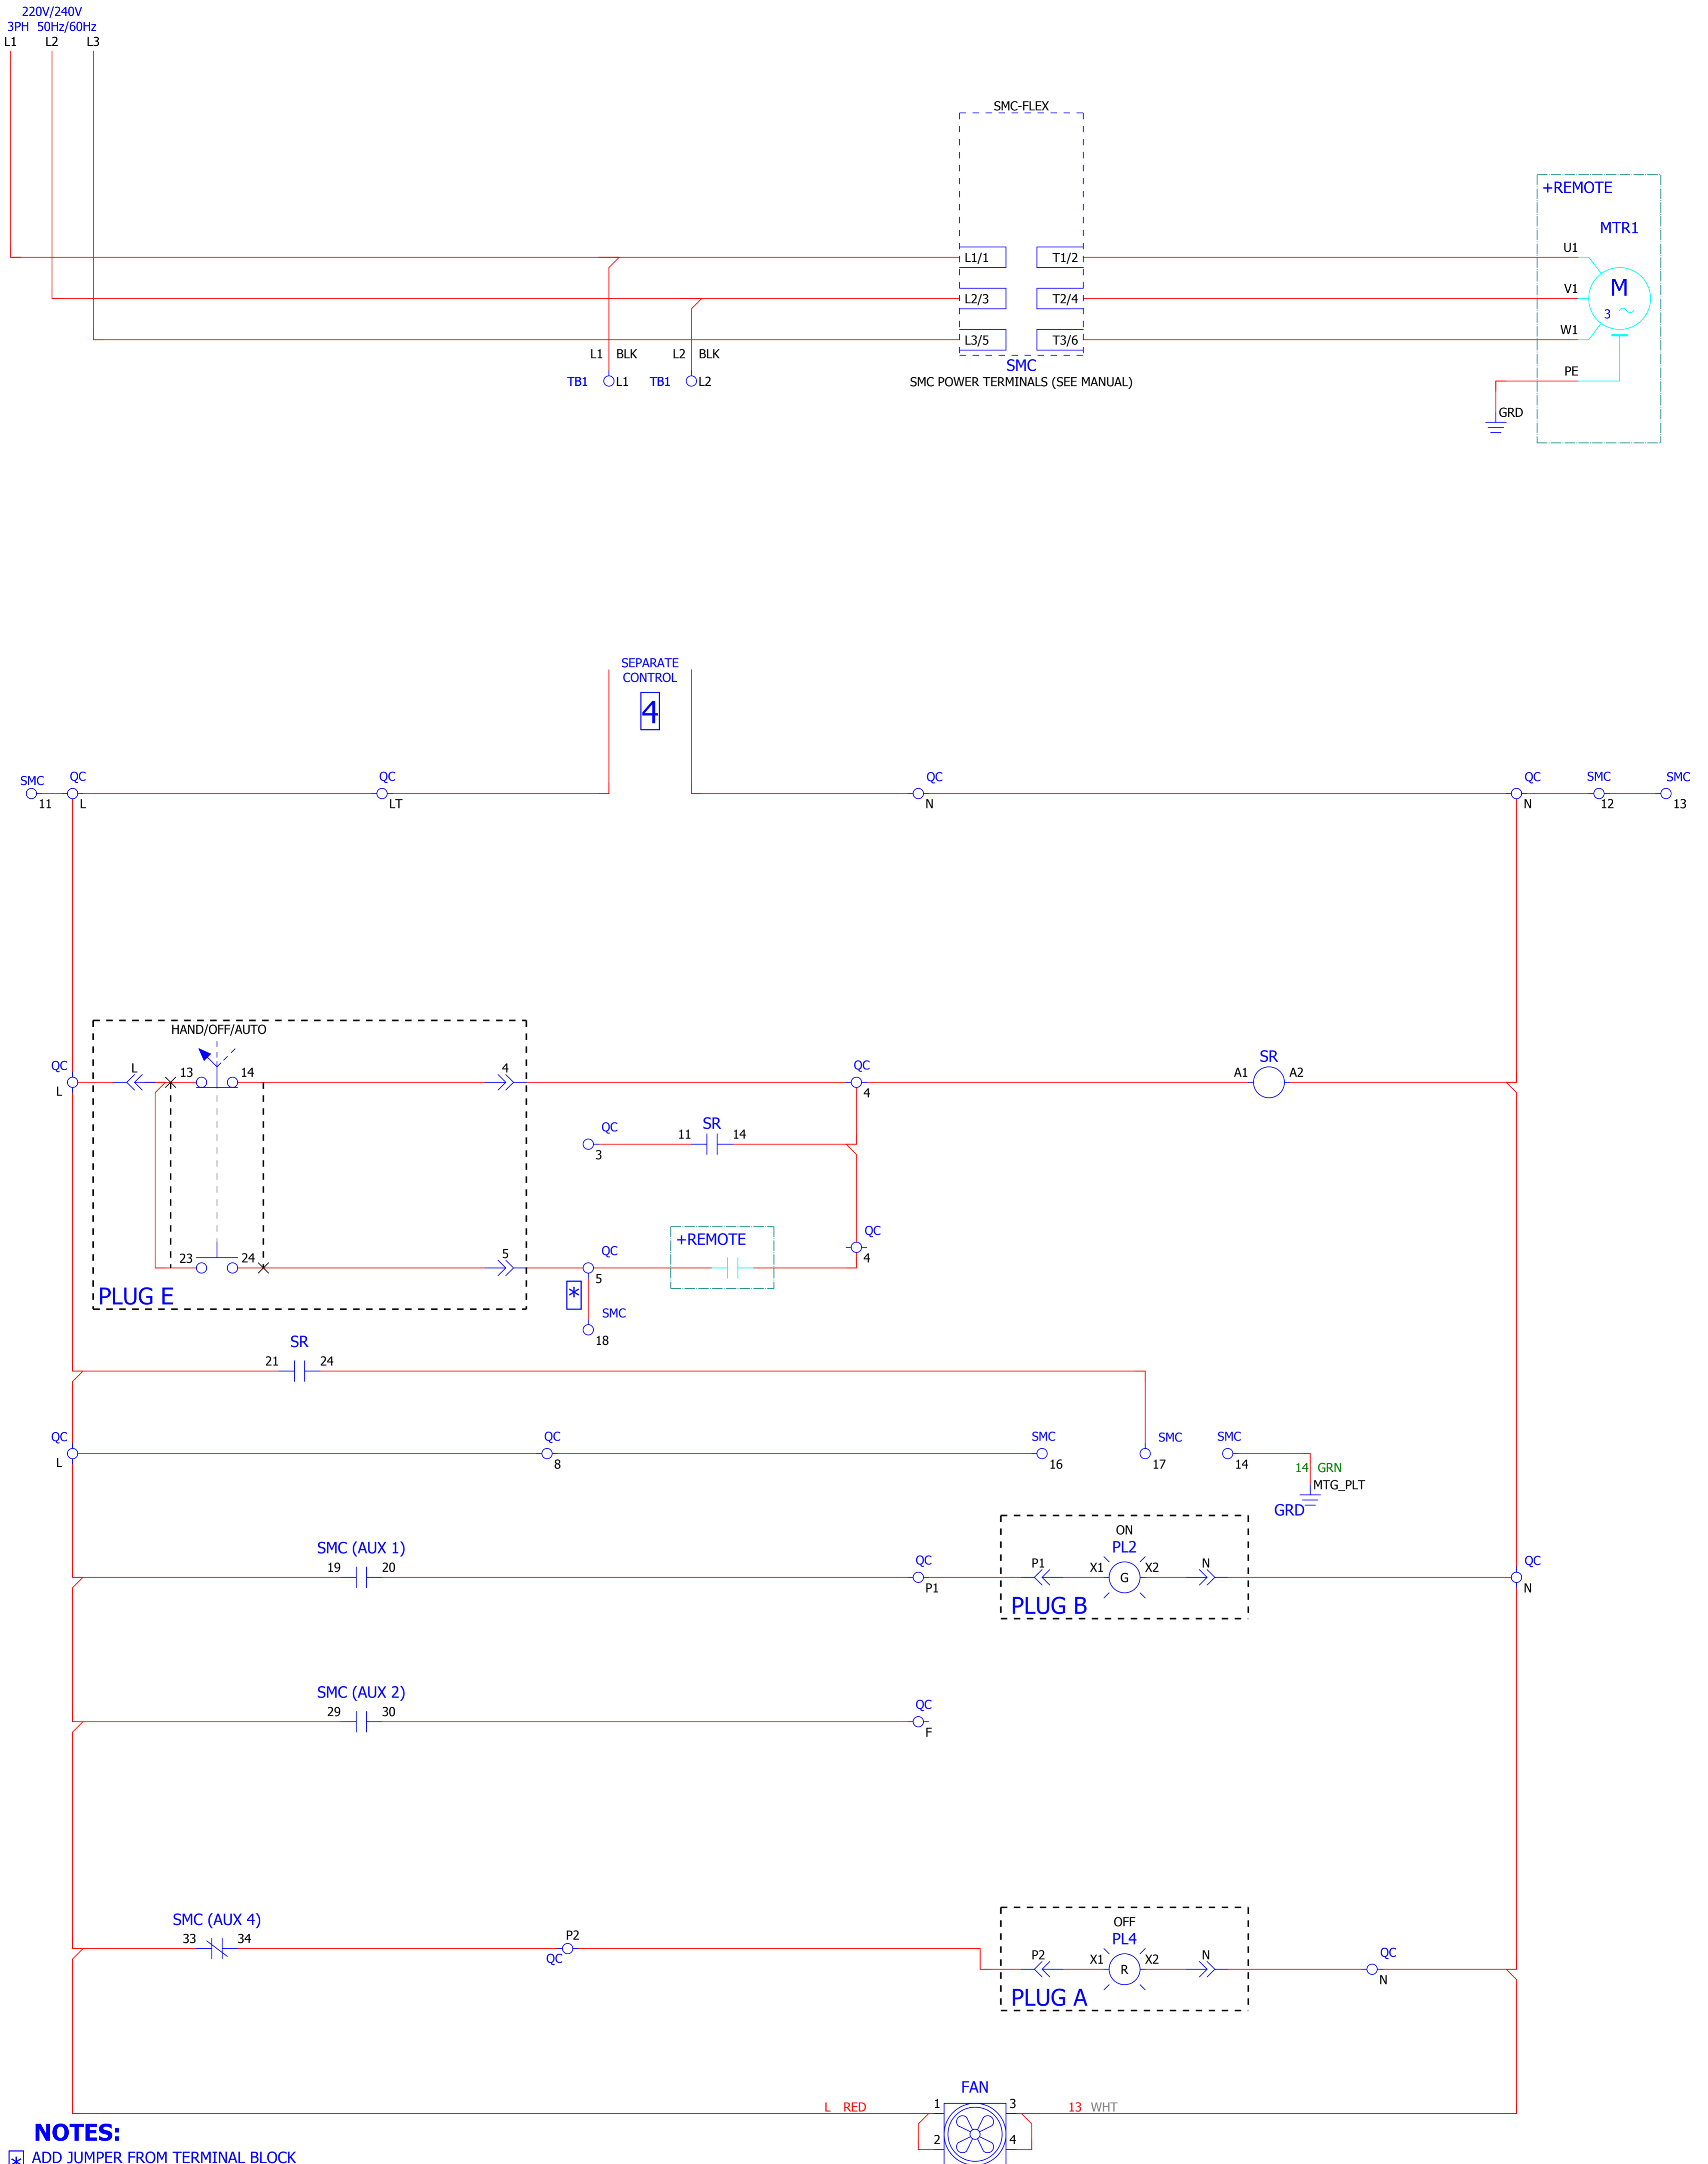 220V/240V
3PH 50Hz/60Hz
L1 L2 L3
SMC-FLEX
+REMOTE
MTR1
L1/1 T1/2 U1
L2/3 T2/4 V1 M
3
L3/5 T3/6 W1
L1 BLK L2 BLK
SMC
TB1 L1 TB1 L2
SMC POWER TERMINALS (SEE MANUAL)
PE
GRD
SEPARATE
CONTROL
4
SMC QC QC QC QC SMC SMC
11 L LT N N 12 13
HAND/OFF/AUTO
QC L 13 14 4 QC SR
A1 A2
L 4
QC SR
11 14
3
QC
+REMOTE
23 24 5 QC 4
5
PLUG E
*
SMC
18
SR
21 24
QC QC SMC SMC SMC
L 8 16 17 14
14 GRN
MTG_PLT
GRD
ON
SMC (AUX 1) PL2
19 20 QC P1 X1 X2 N QC
G
P1 N
PLUG B
SMC (AUX 2)
29 30 QC
F
SMC (AUX 4) OFF
33 34 P2 PL4
QC P2 X1 X2 N QC
R
N
PLUG A
FAN
L RED 1 3 13 WHT
2 4
NOTES:
* ADD JUMPER FROM TERMINAL BLOCK